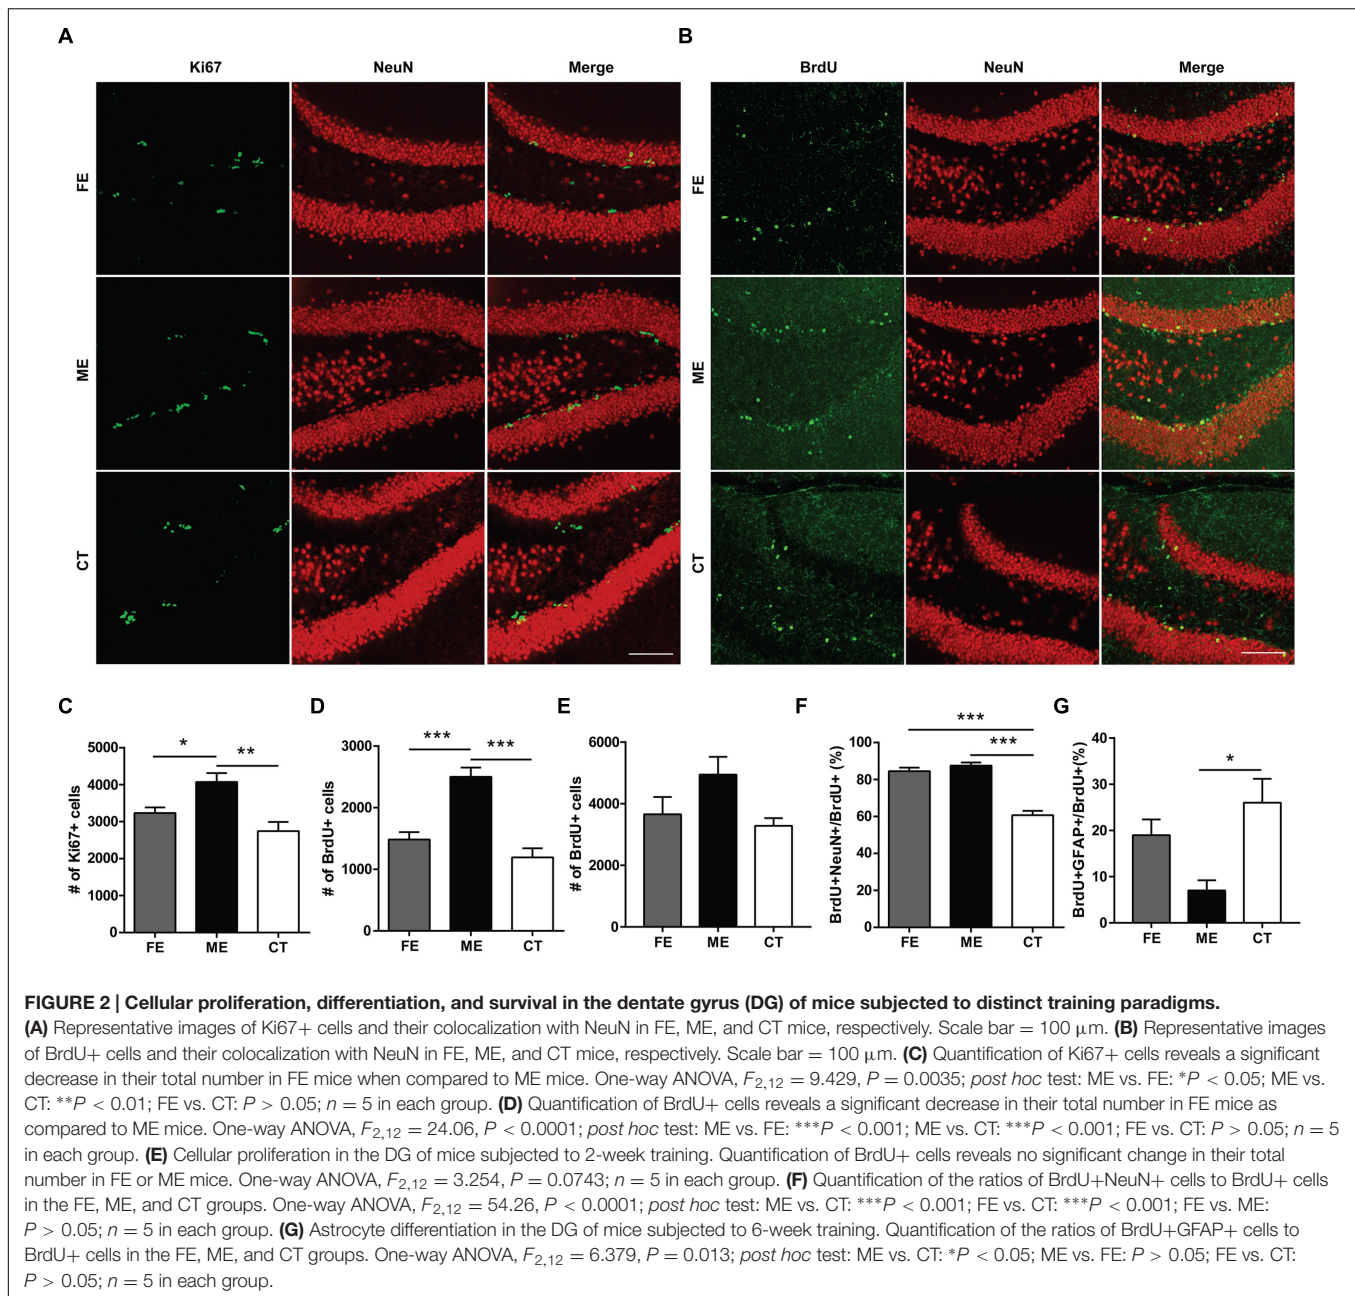 A
Ki67 NeuN Merge
FE
ME
CT
B
BrdU NeuN Merge
FE
ME
CT
C
# of Ki67+ cells
5000
4000
3000
2000
1000
0
* **
FE ME CT
D
# of BrdU+ cells
3000
2000
1000
0
*** ***
FE ME CT
E
# of BrdU+ cells
6000
4000
2000
0
FE ME CT
F
BrdU+NeuN+/BrdU+ (%)
100
80
60
40
20
0
***
***
FE ME CT
G
BrdU+GFAP+/BrdU+(%)
40
30
20
10
0
*
FE ME CT
FIGURE 2 | Cellular proliferation, differentiation, and survival in the dentate gyrus (DG) of mice subjected to distinct training paradigms.
(A) Representative images of Ki67+ cells and their colocalization with NeuN in FE, ME, and CT mice, respectively. Scale bar = 100 μm. (B) Representative images
of BrdU+ cells and their colocalization with NeuN in FE, ME, and CT mice, respectively. Scale bar = 100 μm. (C) Quantification of Ki67+ cells reveals a significant
decrease in their total number in FE mice when compared to ME mice. One-way ANOVA, F2,12 = 9.429, P = 0.0035; post hoc test: ME vs. FE: *P < 0.05; ME vs.
CT: **P < 0.01; FE vs. CT: P > 0.05; n = 5 in each group. (D) Quantification of BrdU+ cells reveals a significant decrease in their total number in FE mice as
compared to ME mice. One-way ANOVA, F2,12 = 24.06, P < 0.0001; post hoc test: ME vs. FE: ***P < 0.001; ME vs. CT: ***P < 0.001; FE vs. CT: P > 0.05; n = 5
in each group. (E) Cellular proliferation in the DG of mice subjected to 2-week training. Quantification of BrdU+ cells reveals no significant change in their total
number in FE or ME mice. One-way ANOVA, F2,12 = 3.254, P = 0.0743; n = 5 in each group. (F) Quantification of the ratios of BrdU+NeuN+ cells to BrdU+ cells
in the FE, ME, and CT groups. One-way ANOVA, F2,12 = 54.26, P < 0.0001; post hoc test: ME vs. CT: ***P < 0.001; FE vs. CT: ***P < 0.001; FE vs. ME:
P > 0.05; n = 5 in each group. (G) Astrocyte differentiation in the DG of mice subjected to 6-week training. Quantification of the ratios of BrdU+GFAP+ cells to
BrdU+ cells in the FE, ME, and CT groups. One-way ANOVA, F2,12 = 6.379, P = 0.013; post hoc test: ME vs. CT: *P < 0.05; ME vs. FE: P > 0.05; FE vs. CT:
P > 0.05; n = 5 in each group.